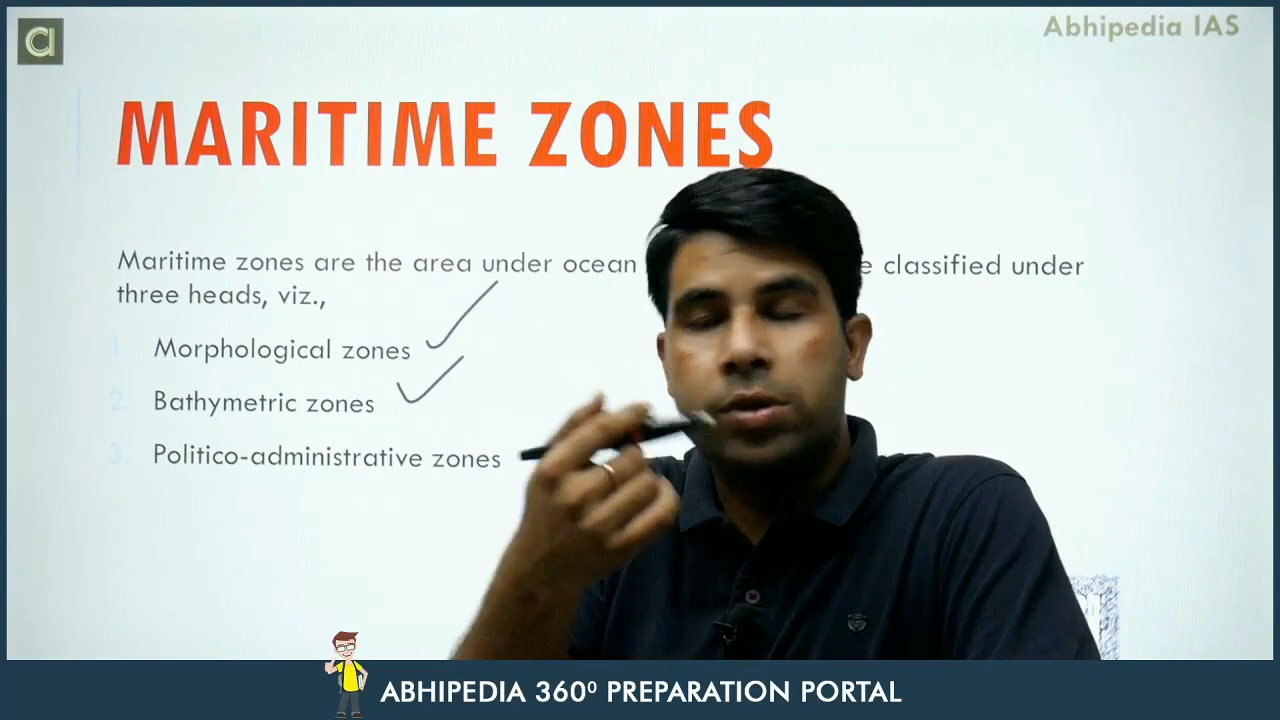 Abhipedia IAS
MARITIME ZONES
Maritime zones are the area under ocean classified under
three heads, viz.,
1. Morphological zones
2. Bathymetric zones
3. Politico-administrative zones
ABHIPEDIA 360⁰ PREPARATION PORTAL